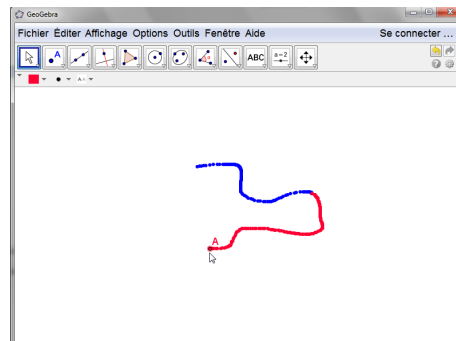 GeoGebra
Fichier Éditer Affichage Options Outils Fenêtre Aide Se connecter ...
A ABC a=2
A